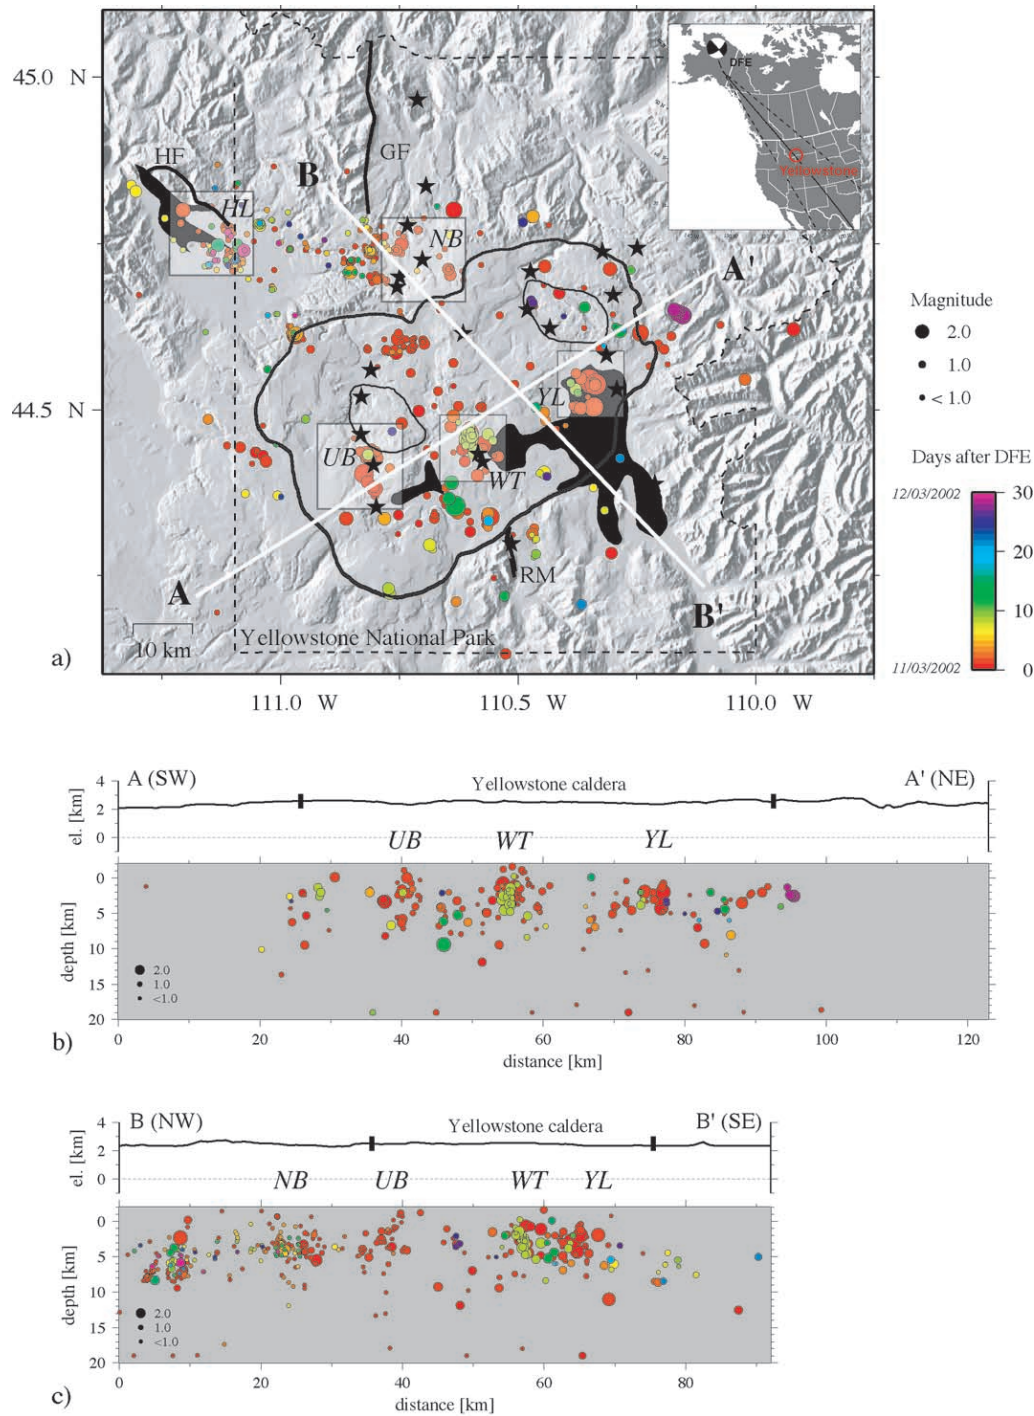 45.0 N
44.5 N
111.0 W
110.5 W
110.0 W
HF
HL
GF
B
NB
A'
YL
UB
WT
A
RM
B'
10 km
Yellowstone National Park
a)
DFE
Yellowstone
Magnitude
2.0
1.0
< 1.0
Days after DFE
12/03/2002
30
20
10
11/03/2002
0
A (SW)
Yellowstone caldera
A' (NE)
el. [km]
4
2
0
UB
WT
YL
depth [km]
0
5
10
15
20
2.0
1.0
<1.0
0
20
40
60
80
100
120
distance [km]
b)
B (NW)
Yellowstone caldera
B' (SE)
el. [km]
4
2
0
NB
UB
WT
YL
depth [km]
0
5
10
15
20
2.0
1.0
<1.0
0
20
40
60
80
distance [km]
c)